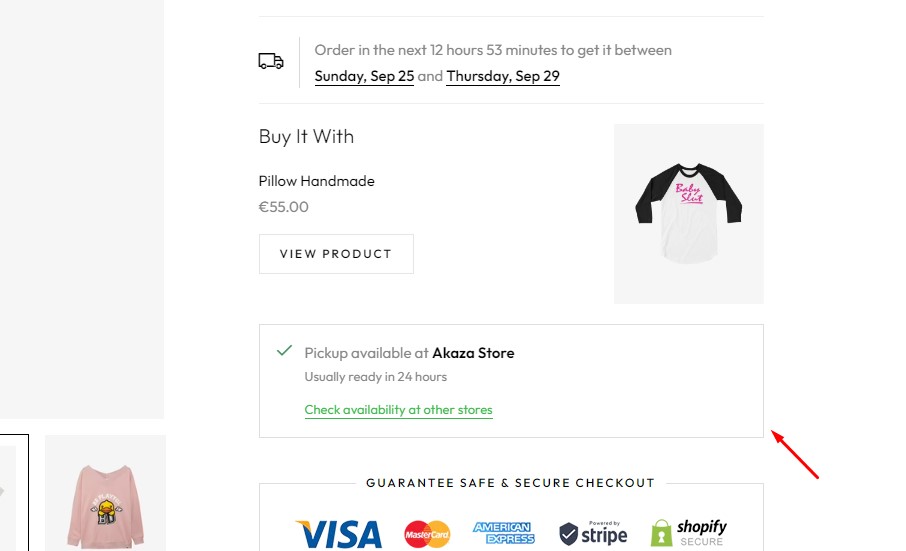 Order in the next 12 hours 53 minutes to get it between
Sunday, Sep 25 and Thursday, Sep 29
Buy It With
Pillow Handmade
€55.00
VIEW PRODUCT
Baby
Slut
Pickup available at Akaza Store
Usually ready in 24 hours
Check availability at other stores
GUARANTEE SAFE & SECURE CHECKOUT
VISA
MasterCard
AMERICAN
EXPRESS
Powered by
stripe
shopify
SECURE